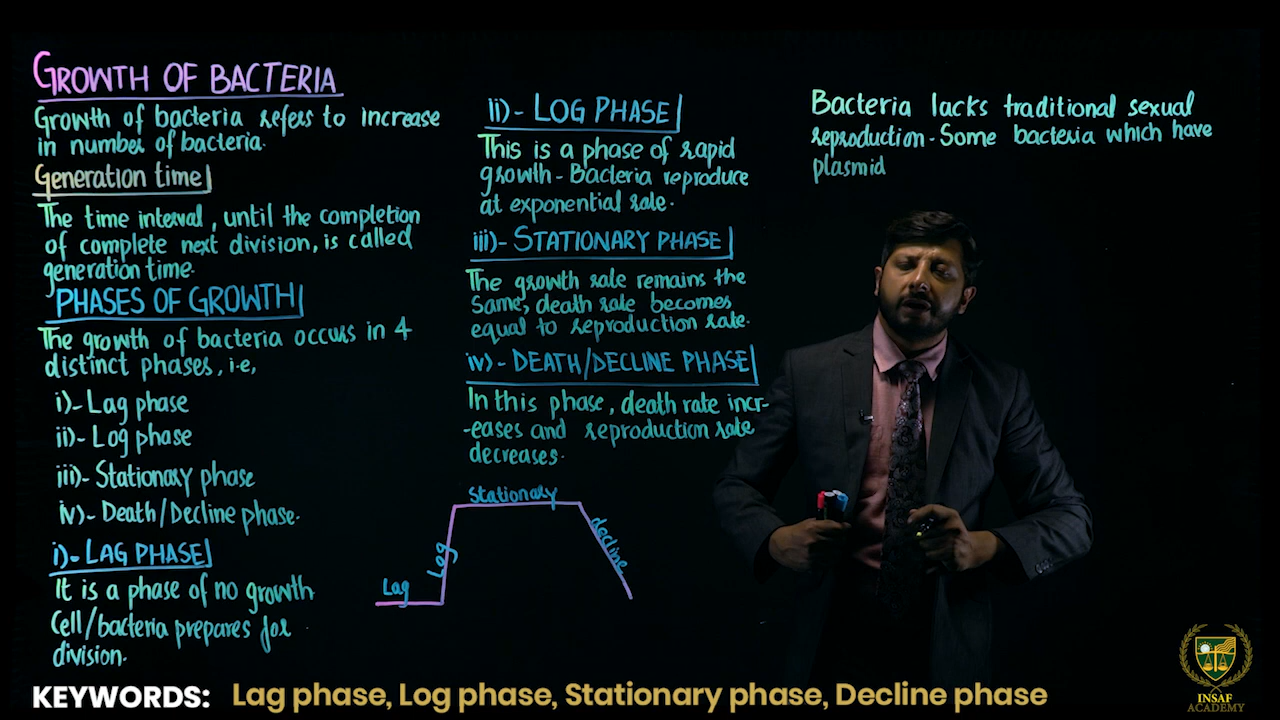 GROWTH OF BACTERIA
Growth of bacteria refers to increase
in number of bacteria.
Generation time
The time interval, until the completion
of complete next division, is called
generation time.
PHASES OF GROWTH
The growth of bacteria occurs in 4
distinct phases, i.e,
i)- Lag phase
ii)- Log phase
iii)- Stationary phase
iv)- Death/Decline phase.
i)- LAG PHASE
It is a phase of no growth
Cell/bacteria prepares for
division.
ii)- LOG PHASE
This is a phase of rapid
growth- Bacteria reproduce
at exponential rate.
iii)- STATIONARY PHASE
The growth rate remains the
Same, death rate becomes
equal to reproduction rate.
iv)- DEATH/DECLINE PHASE
In this phase, death rate incr-
-eases and reproduction rate
decreases.
Lag
Log
Stationary
decline
Bacteria lacks traditional sexual
reproduction- Some bacteria which have
plasmid
KEYWORDS: Lag phase, Log phase, Stationary phase, Decline phase
INSAF
ACADEMY